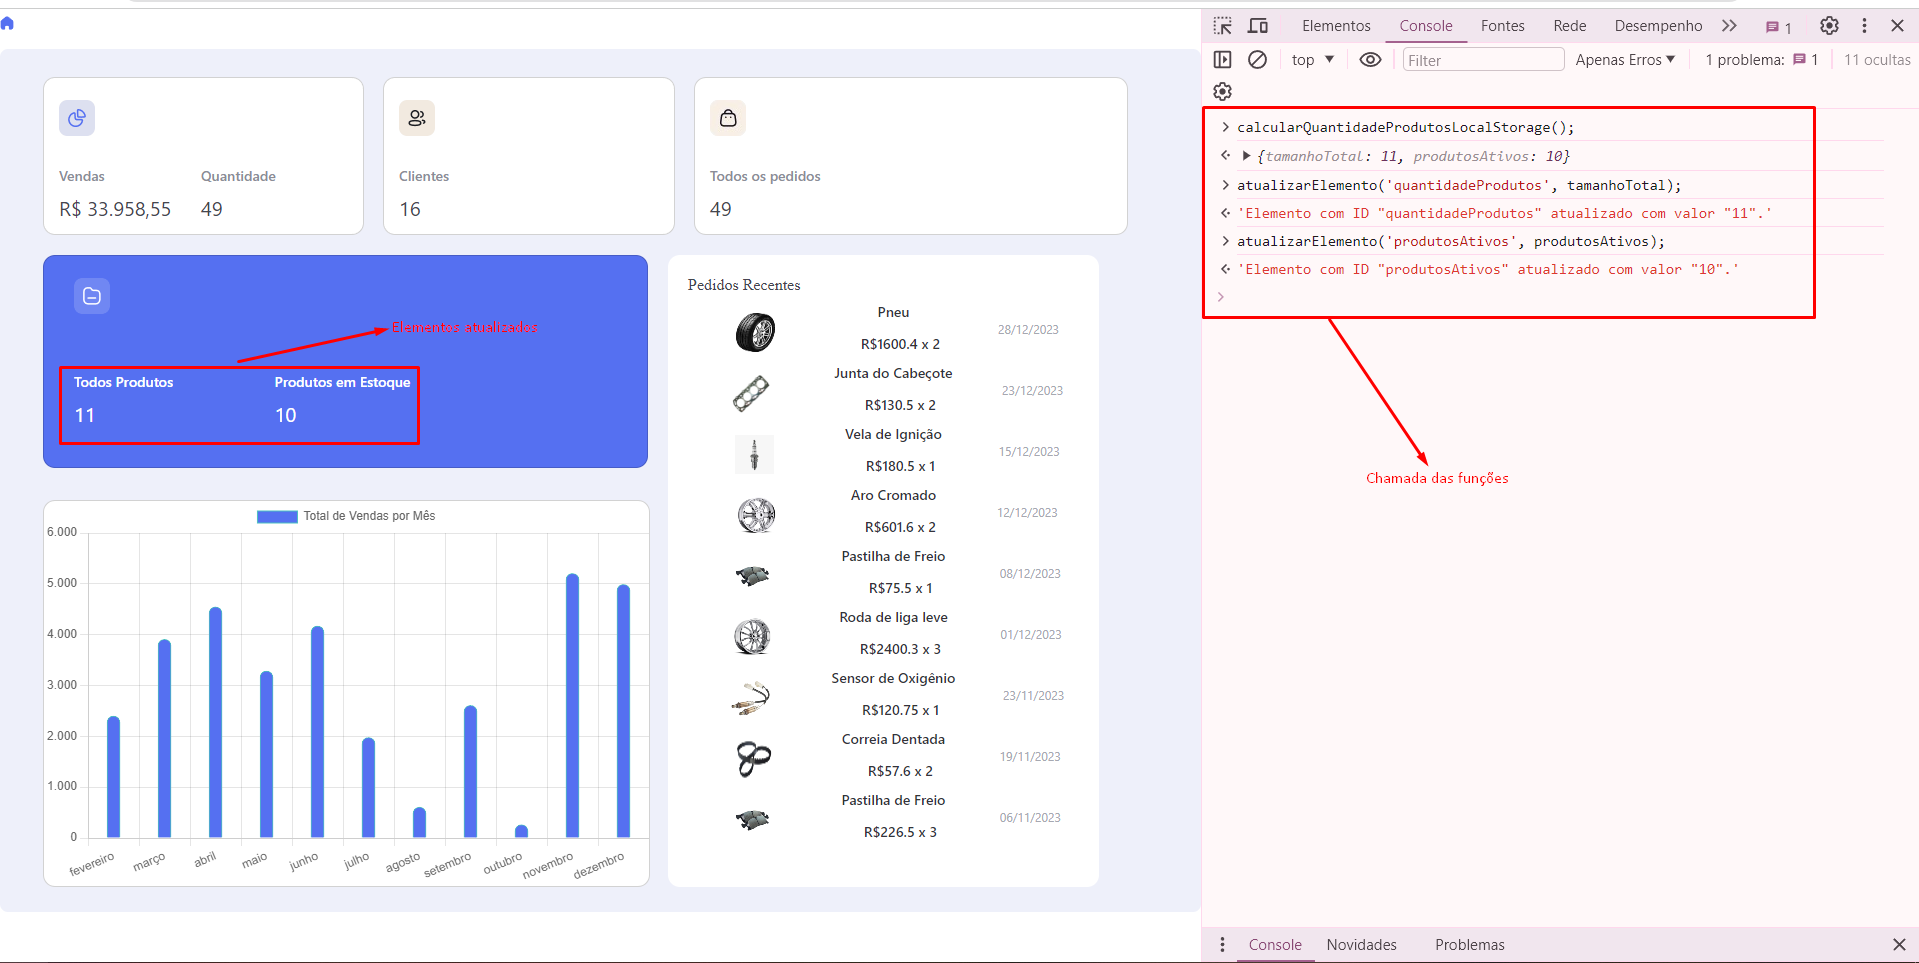 Vendas
Quantidade
R$ 33.958,55
49
Clientes
16
Todos os pedidos
49
Elementos atualizados
Todos Produtos
Produtos em Estoque
11
10
Total de Vendas por Mês
6.000
5.000
4.000
3.000
2.000
1.000
0
fevereiro
março
abril
maio
junho
julho
agosto
setembro
outubro
novembro
dezembro
Pedidos Recentes
Pneu
28/12/2023
R$1600.4 x 2
Junta do Cabeçote
23/12/2023
R$130.5 x 2
Vela de Ignição
15/12/2023
R$180.5 x 1
Aro Cromado
12/12/2023
R$601.6 x 2
Pastilha de Freio
08/12/2023
R$75.5 x 1
Roda de liga leve
01/12/2023
R$2400.3 x 3
Sensor de Oxigênio
23/11/2023
R$120.75 x 1
Correia Dentada
19/11/2023
R$57.6 x 2
Pastilha de Freio
06/11/2023
R$226.5 x 3
Elementos Console Fontes Rede Desempenho 1
top Filter Apenas Erros 1 problema: 1 11 ocultas
calcularQuantidadeProdutosLocalStorage();
{tamanhoTotal: 11, produtosAtivos: 10}
atualizarElemento('quantidadeProdutos', tamanhoTotal);
'Elemento com ID "quantidadeProdutos" atualizado com valor "11".'
atualizarElemento('produtosAtivos', produtosAtivos);
'Elemento com ID "produtosAtivos" atualizado com valor "10".'
Chamada das funções
Console Novidades Problemas